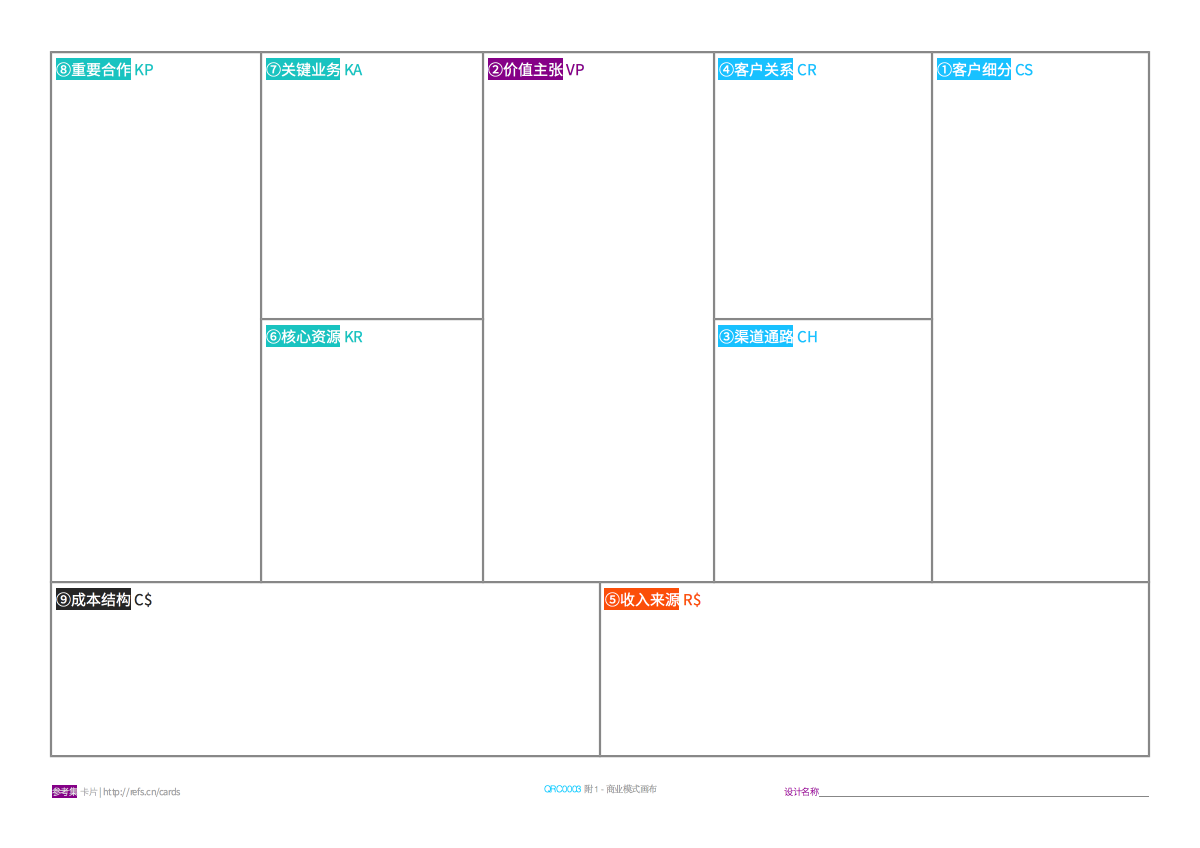 ⑧重要合作 KP
⑦关键业务 KA
②价值主张 VP
④客户关系 CR
①客户细分 CS
⑥核心资源 KR
③渠道通路 CH
⑨成本结构 C$
⑤收入来源 R$
参考集 卡片 | http://refs.cn/cards
QRC0003 附 1 - 商业模式画布
设计名称